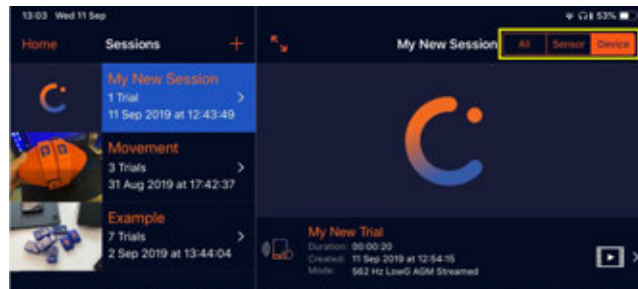 13:03 Wed 11 Sep
53%
Home
Sessions
+
My New Session
All
Sensor
Device
My New Session
1 Trial
11 Sep 2019 at 12:43:49
Movement
3 Trials
31 Aug 2019 at 17:42:37
Example
7 Trials
2 Sep 2019 at 13:44:04
My New Trial
Duration: 00:00:20
Created: 11 Sep 2019 at 12:54:15
Mode: 562 Hz LowG AGM Streamed